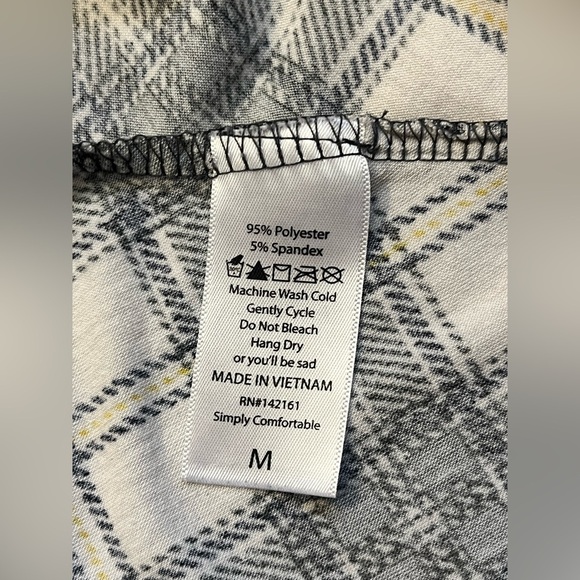 95% Polyester
5% Spandex
Machine Wash Cold
Gently Cycle
Do Not Bleach
Hang Dry
or you'll be sad
MADE IN VIETNAM
RN#142161
Simply Comfortable
M